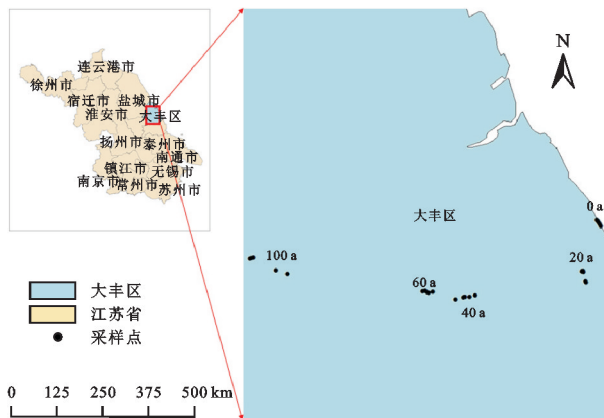 连云港市
徐州市
宿迁市 盐城市
淮安市 大丰区
扬州市 泰州市
南通市
镇江市 无锡市
南京市 常州市 苏州市
N
0 a
大丰区
20 a
100 a
60 a
40 a
大丰区
江苏省
采样点
0 125 250 375 500 km